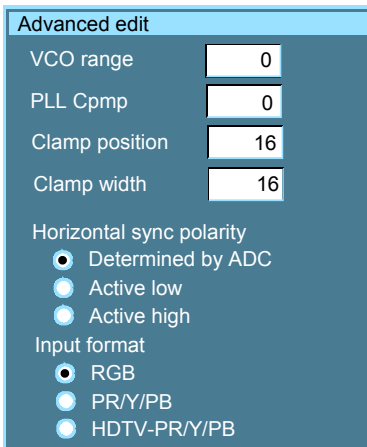 Advanced edit
VCO range 0
PLL Cpmp 0
Clamp position 16
Clamp width 16
Horizontal sync polarity
Determined by ADC
Active low
Active high
Input format
RGB
PR/Y/PB
HDTV-PR/Y/PB